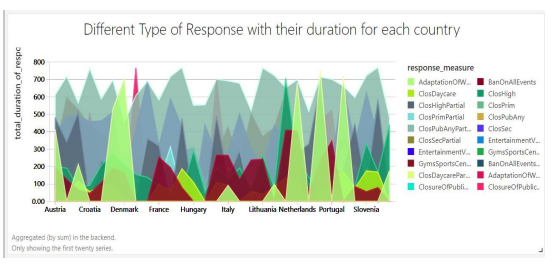 Different Type of Response with their duration for each country
total_duration_of_respc
800
700
600
500
400
300
200
100
0.00
Austria Croatia Denmark France Hungary Italy Lithuania Netherlands Portugal Slovenia
response_measure
AdaptationOfW... BanOnAllEvents
ClosDaycare ClosHigh
ClosHighPartial ClosPrim
ClosPrimPartial ClosPubAny
ClosPubAnyPart... ClosSec
ClosSecPartial EntertainmentV...
EntertainmentV... GymsSportsCen...
GymsSportsCen... BanOnAllEvents...
ClosDaycarePar... AdaptationOfW...
ClosureOfPubli... ClosureOfPublic...
Aggregated (by sum) in the backend.
Only showing the first twenty series.